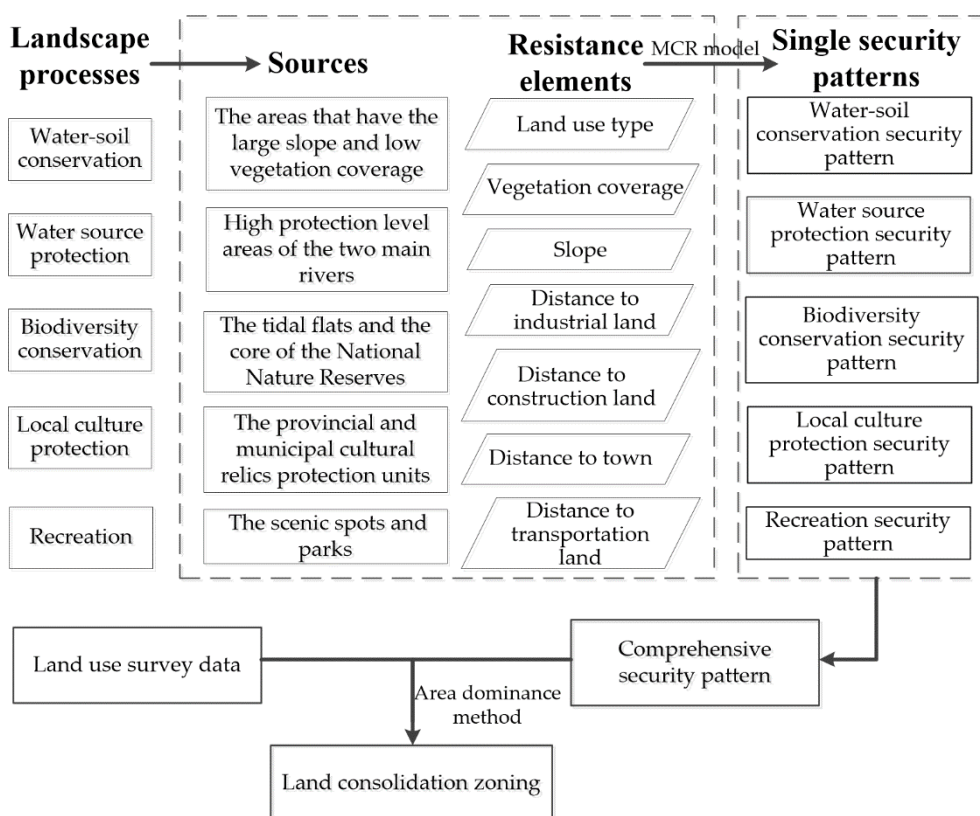 Landscape
processes
Sources
Resistance
elements
MCR model
Single security
patterns
Water-soil
conservation
Water source
protection
Biodiversity
conservation
Local culture
protection
Recreation
The areas that have the
large slope and low
vegetation coverage
High protection level
areas of the two main
rivers
The tidal flats and the
core of the National
Nature Reserves
The provincial and
municipal cultural
relics protection units
The scenic spots and
parks
Land use type
Vegetation coverage
Slope
Distance to
industrial land
Distance to
construction land
Distance to town
Distance to
transportation
land
Water-soil
conservation security
pattern
Water source
protection security
pattern
Biodiversity
conservation security
pattern
Local culture
protection security
pattern
Recreation security
pattern
Land use survey data
Comprehensive
security pattern
Area dominance
method
Land consolidation zoning